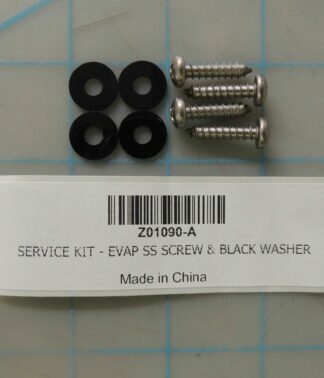 Z01090-A
SERVICE KIT - EVAP SS SCREW & BLACK WASHER
Made in China